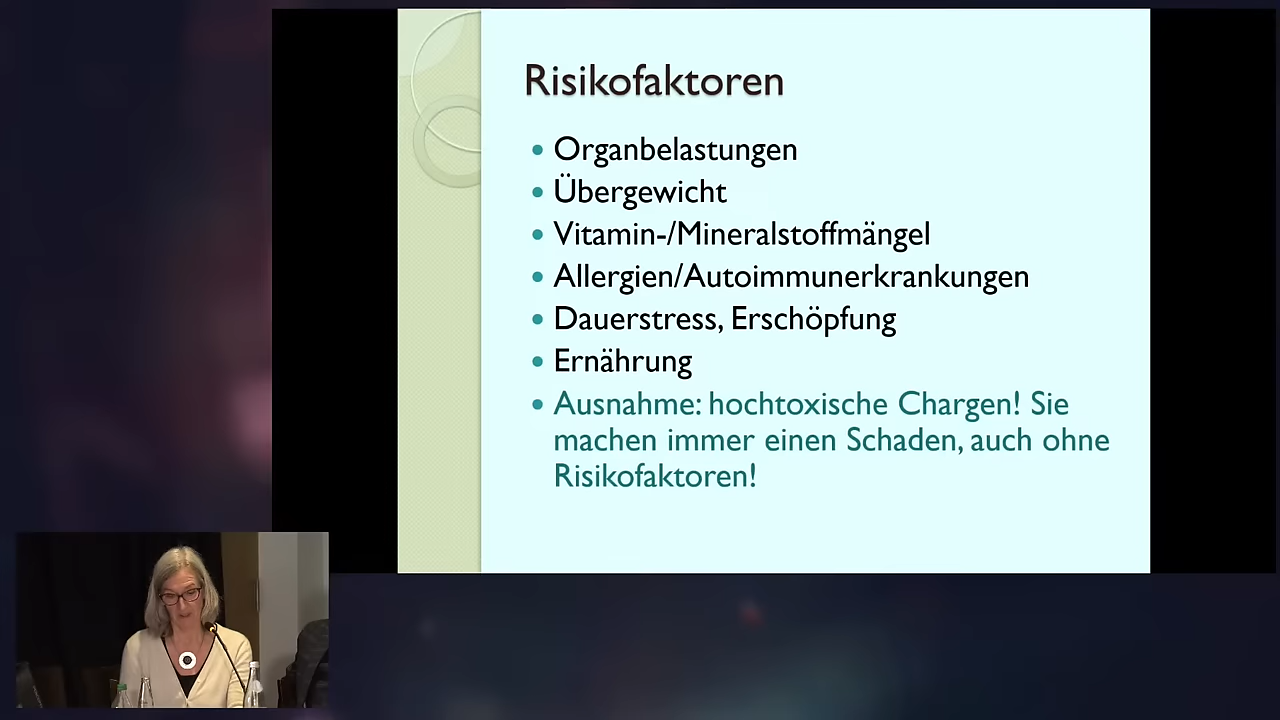 Risikofaktoren
• Organbelastungen
• Übergewicht
• Vitamin-/Mineralstoffmängel
• Allergien/Autoimmunerkrankungen
• Dauerstress, Erschöpfung
• Ernährung
• Ausnahme: hochtoxische Chargen! Sie
machen immer einen Schaden, auch ohne
Risikofaktoren!